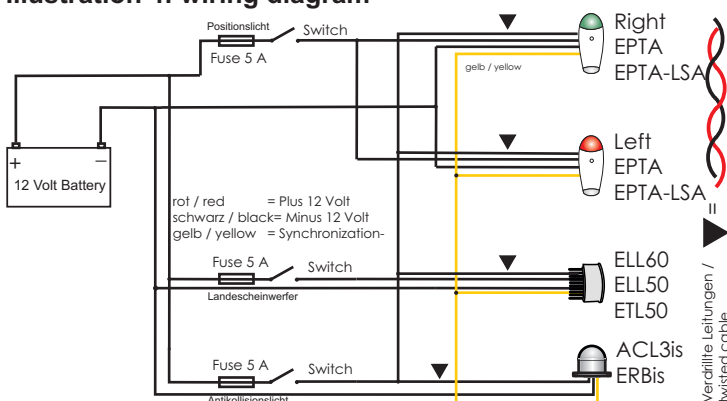 Illustration 4: wiring diagram
Positionslicht
Switch
Fuse 5 A
Right
EPTA
EPTA-LSA
gelb / yellow
Left
EPTA
EPTA-LSA
+ –
12 Volt Battery
rot / red = Plus 12 Volt
schwarz / black= Minus 12 Volt
gelb / yellow = Synchronization-
Fuse 5 A
Switch
Landescheinwerfer
ELL60
ELL50
ETL50
Fuse 5 A
Switch
Antikollisionslicht
ACL3is
ERBis
=
Verdrillte Leitungen /
twisted cable